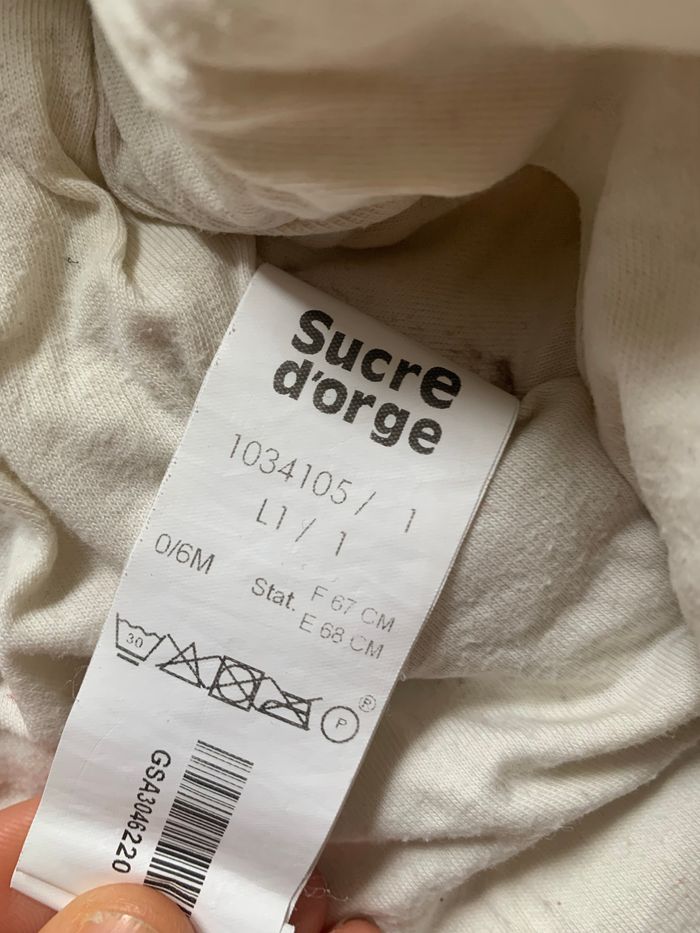 Sucre
d'orge
1034105 / 1
L1 / 1
0/6M
Stat. F 67 CM
E 68 CM
30
P
®
GSA3046220